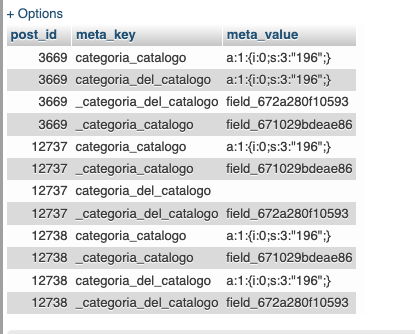 + Options
post_id meta_key meta_value
3669 categoria_catalogo a:1:{i:0;s:3:"196";}
3669 categoria_del_catalogo a:1:{i:0;s:3:"196";}
3669 _categoria_del_catalogo field_672a280f10593
3669 _categoria_catalogo field_671029bdeae86
12737 categoria_catalogo a:1:{i:0;s:3:"196";}
12737 _categoria_catalogo field_671029bdeae86
12737 categoria_del_catalogo
12737 _categoria_del_catalogo field_672a280f10593
12738 categoria_catalogo a:1:{i:0;s:3:"196";}
12738 _categoria_catalogo field_671029bdeae86
12738 categoria_del_catalogo a:1:{i:0;s:3:"196";}
12738 _categoria_del_catalogo field_672a280f10593